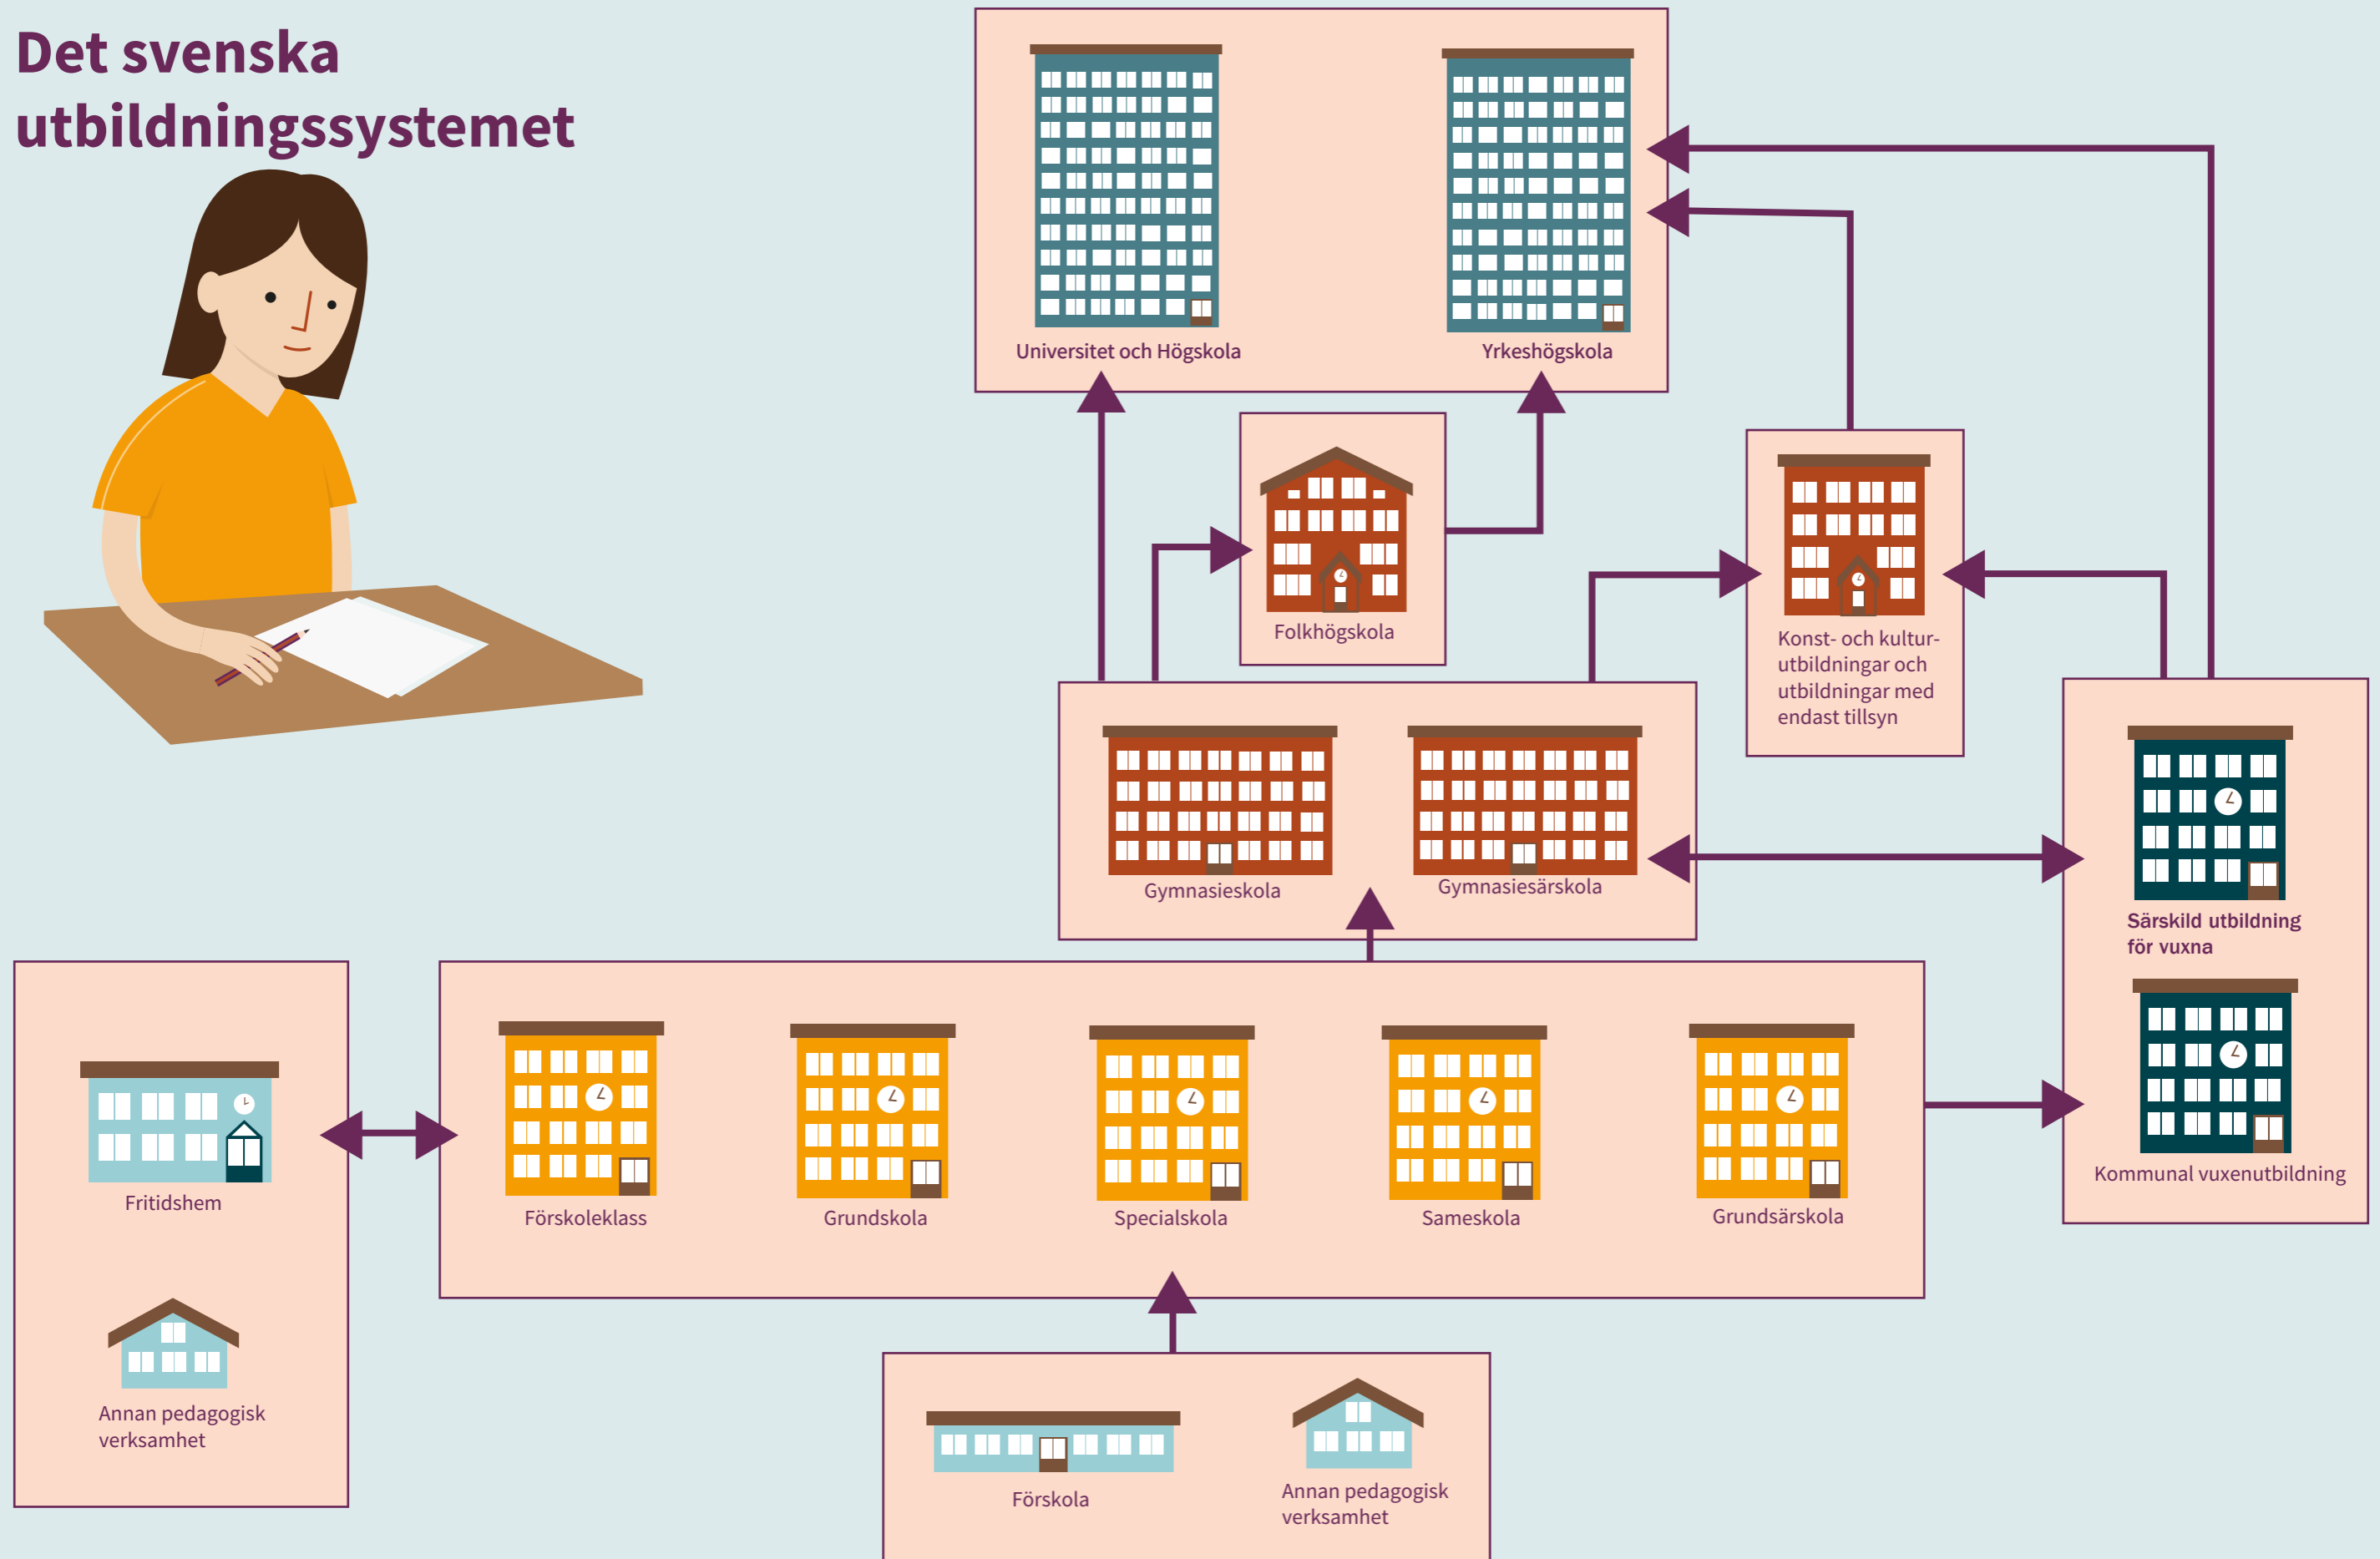 Det svenska
utbildningssystemet
Universitet och Högskola
Yrkeshögskola
Folkhögskola
Konst- och kultur-
utbildningar och
utbildningar med
endast tillsyn
Gymnasieskola
Gymnasiesärskola
Särskild utbildning
för vuxna
Kommunal vuxenutbildning
Fritidshem
Annan pedagogisk
verksamhet
Förskoleklass
Grundskola
Specialskola
Sameskola
Grundsärskola
Förskola
Annan pedagogisk
verksamhet